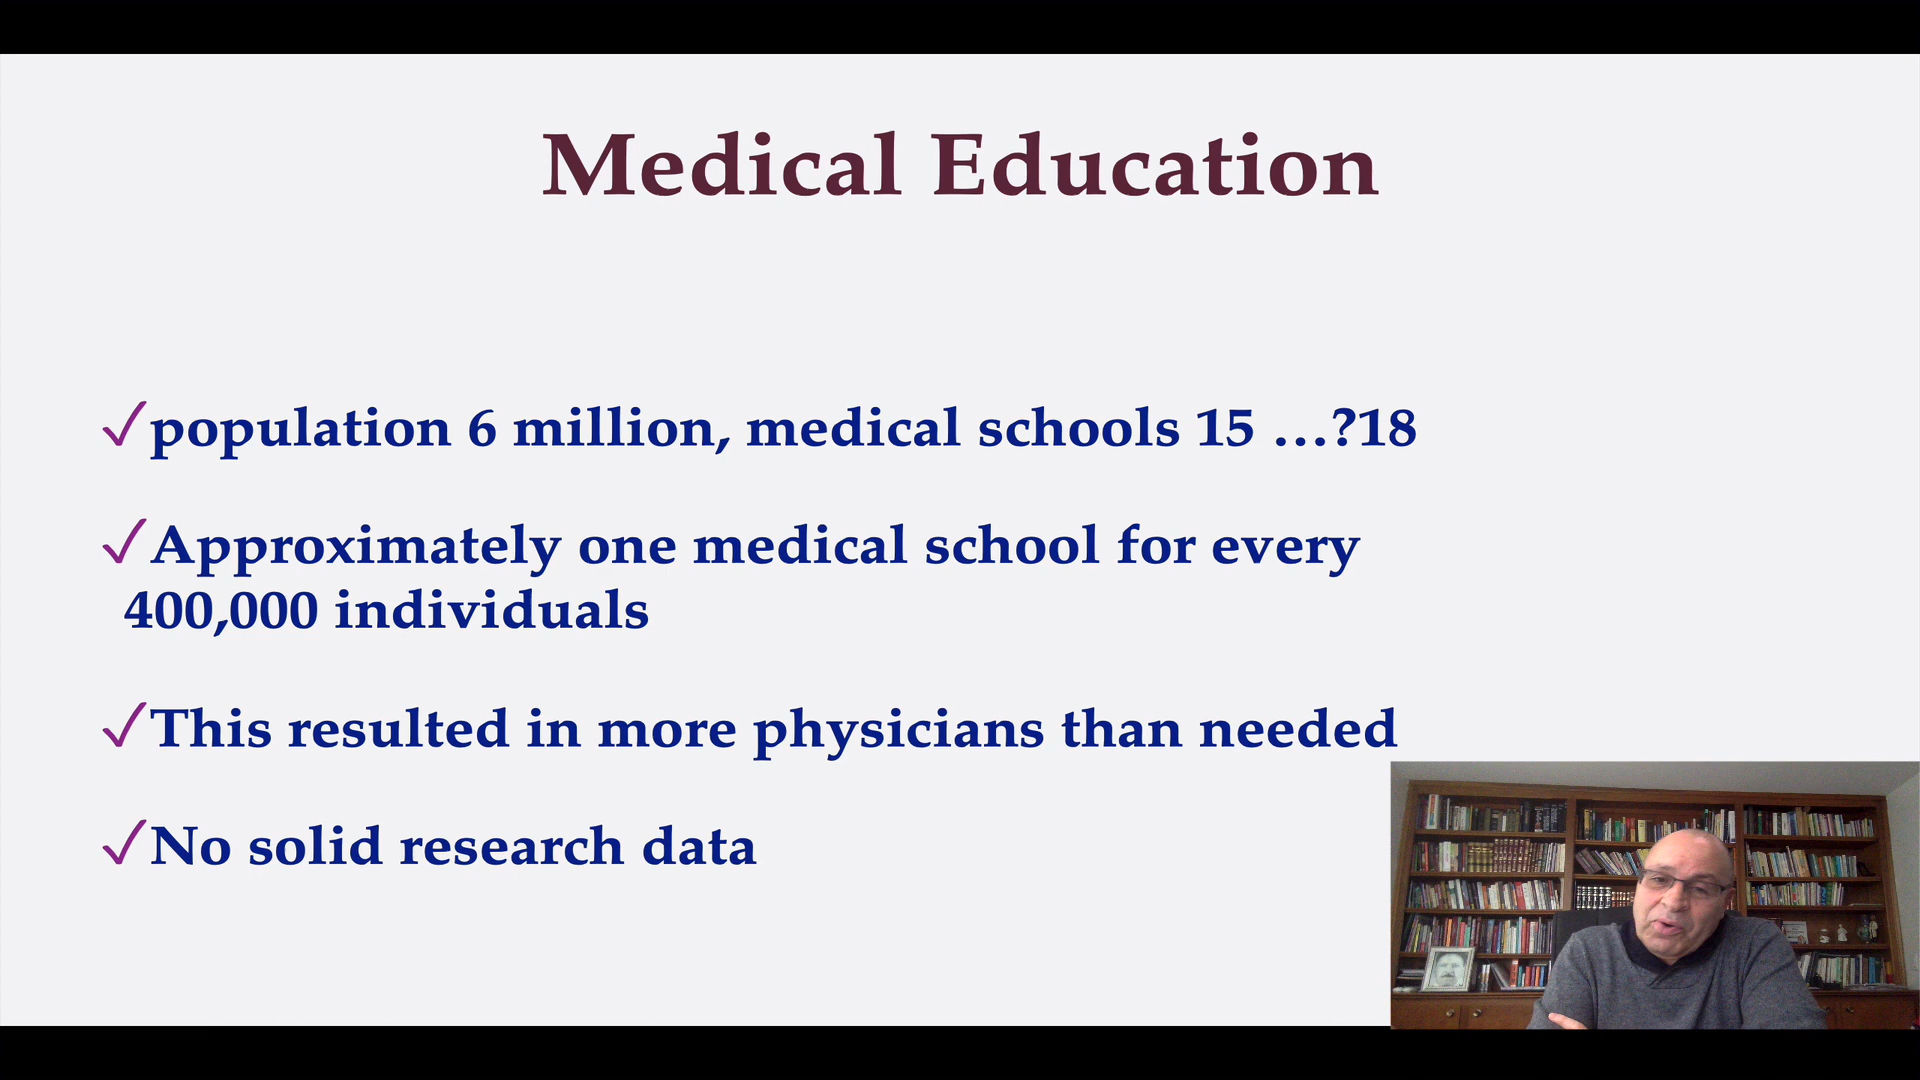 Medical Education
✓population 6 million, medical schools 15 …?18
✓Approximately one medical school for every
400,000 individuals
✓This resulted in more physicians than needed
✓No solid research data